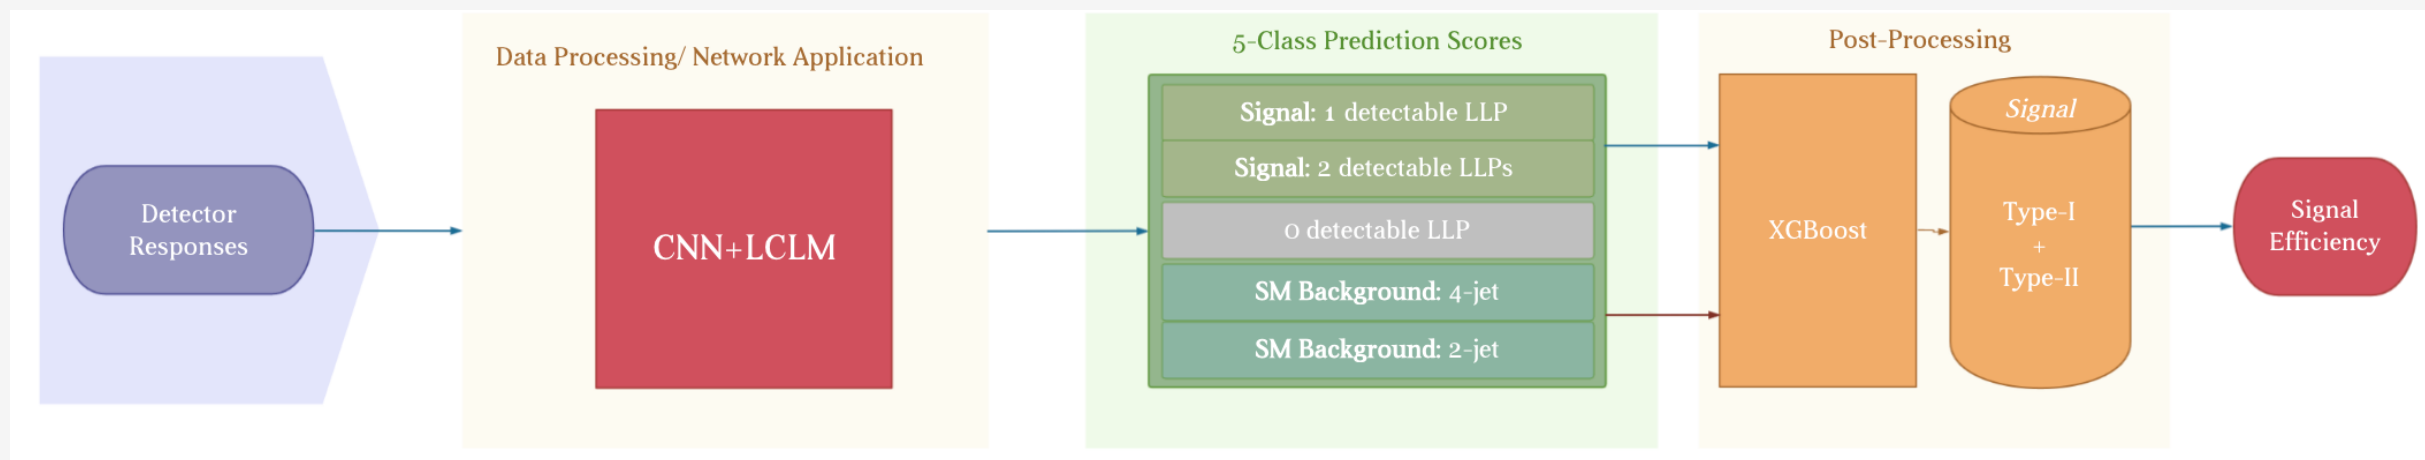 Detector
Responses
Data Processing/ Network Application
CNN+LCLM
5-Class Prediction Scores
Signal: 1 detectable LLP
Signal: 2 detectable LLPs
0 detectable LLP
SM Background: 4-jet
SM Background: 2-jet
Post-Processing
XGBoost
Signal
Type-I
+
Type-II
Signal
Efficiency